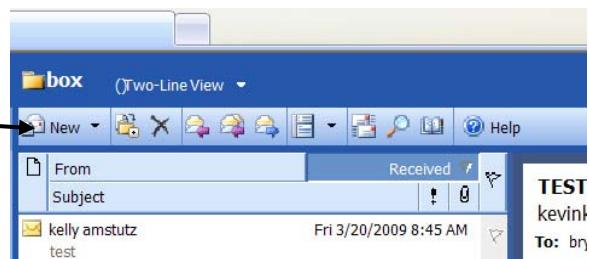 box ()Two-Line View
New Help
From Received
Subject !
TEST
kelly amstutz Fri 3/20/2009 8:45 AM
test
kevink
To: bry